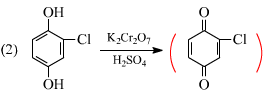 OH
O
(2)
Cl
K₂Cr₂O₇
H₂SO₄
(
Cl
)
OH
O